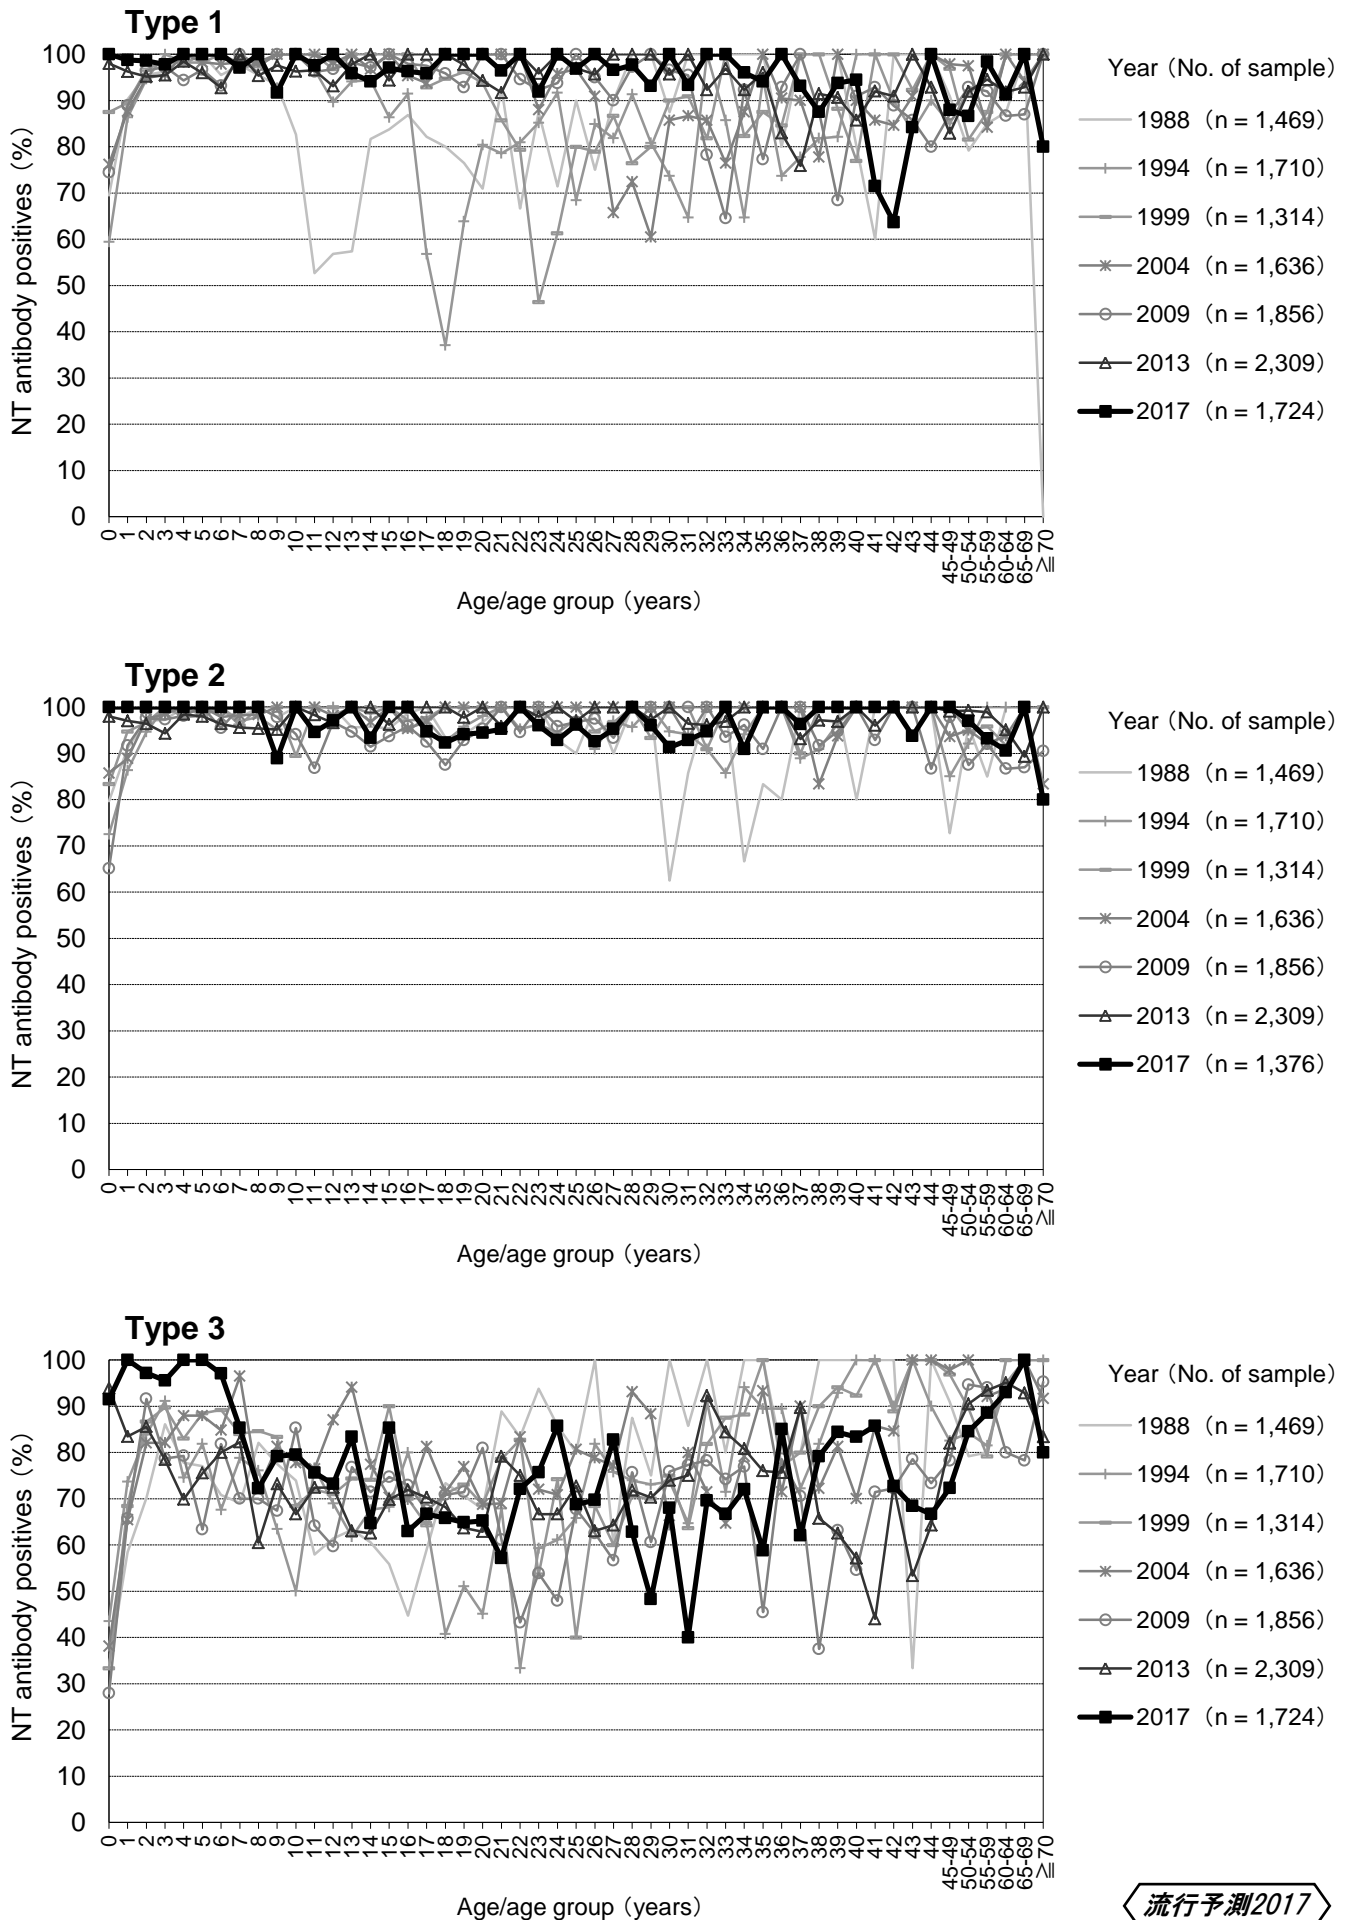 Type 1
NT antibody positives (%)
100
90
80
70
60
50
40
30
20
10
0
0 1 2 3 4 5 6 7 8 9 10 11 12 13 14 15 16 17 18 19 20 21 22 23 24 25 26 27 28 29 30 31 32 33 34 35 36 37 38 39 40 41 42 43 44 45-49 50-54 55-59 60-64 65-69 ≧70
Age/age group (years)
Year (No. of sample)
1988 (n = 1,469)
1994 (n = 1,710)
1999 (n = 1,314)
2004 (n = 1,636)
2009 (n = 1,856)
2013 (n = 2,309)
2017 (n = 1,724)
Type 2
NT antibody positives (%)
100
90
80
70
60
50
40
30
20
10
0
0 1 2 3 4 5 6 7 8 9 10 11 12 13 14 15 16 17 18 19 20 21 22 23 24 25 26 27 28 29 30 31 32 33 34 35 36 37 38 39 40 41 42 43 44 45-49 50-54 55-59 60-64 65-69 ≧70
Age/age group (years)
Year (No. of sample)
1988 (n = 1,469)
1994 (n = 1,710)
1999 (n = 1,314)
2004 (n = 1,636)
2009 (n = 1,856)
2013 (n = 2,309)
2017 (n = 1,376)
Type 3
NT antibody positives (%)
100
90
80
70
60
50
40
30
20
10
0
0 1 2 3 4 5 6 7 8 9 10 11 12 13 14 15 16 17 18 19 20 21 22 23 24 25 26 27 28 29 30 31 32 33 34 35 36 37 38 39 40 41 42 43 44 45-49 50-54 55-59 60-64 65-69 ≧70
Age/age group (years)
Year (No. of sample)
1988 (n = 1,469)
1994 (n = 1,710)
1999 (n = 1,314)
2004 (n = 1,636)
2009 (n = 1,856)
2013 (n = 2,309)
2017 (n = 1,724)
流行予測2017